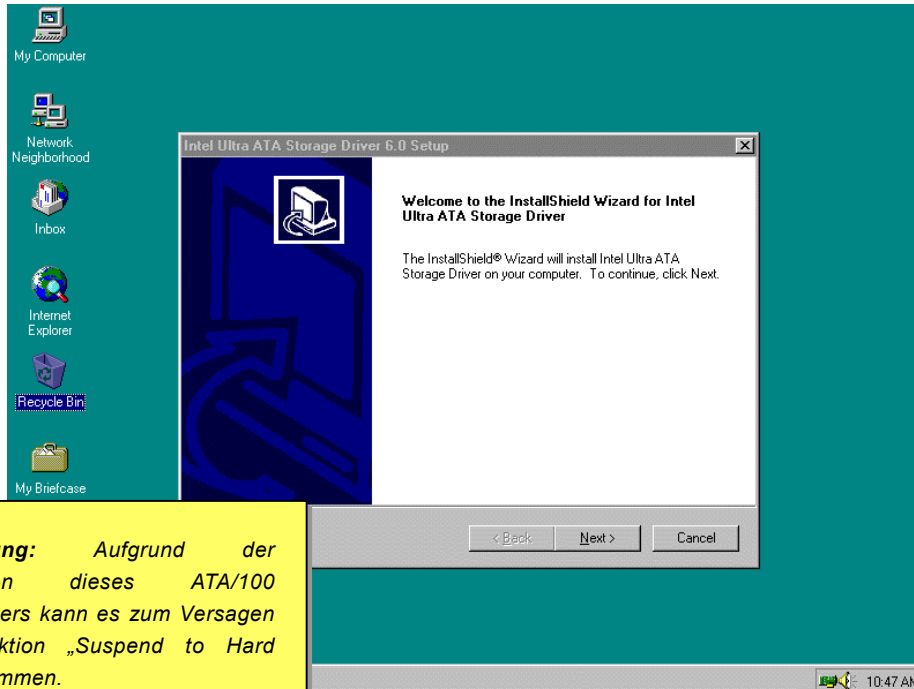 My Computer
Network
Neighborhood
Inbox
Internet
Explorer
Recycle Bin
My Briefcase
Intel Ultra ATA Storage Driver 6.0 Setup
Welcome to the InstallShield Wizard for Intel
Ultra ATA Storage Driver
The InstallShield® Wizard will install Intel Ultra ATA
Storage Driver on your computer. To continue, click Next.
< Back
Next >
Cancel
ung: Aufgrund der
en dieses ATA/100
ers kann es zum Versagen
ktion „Suspend to Hard
mmen.
10:47 AM